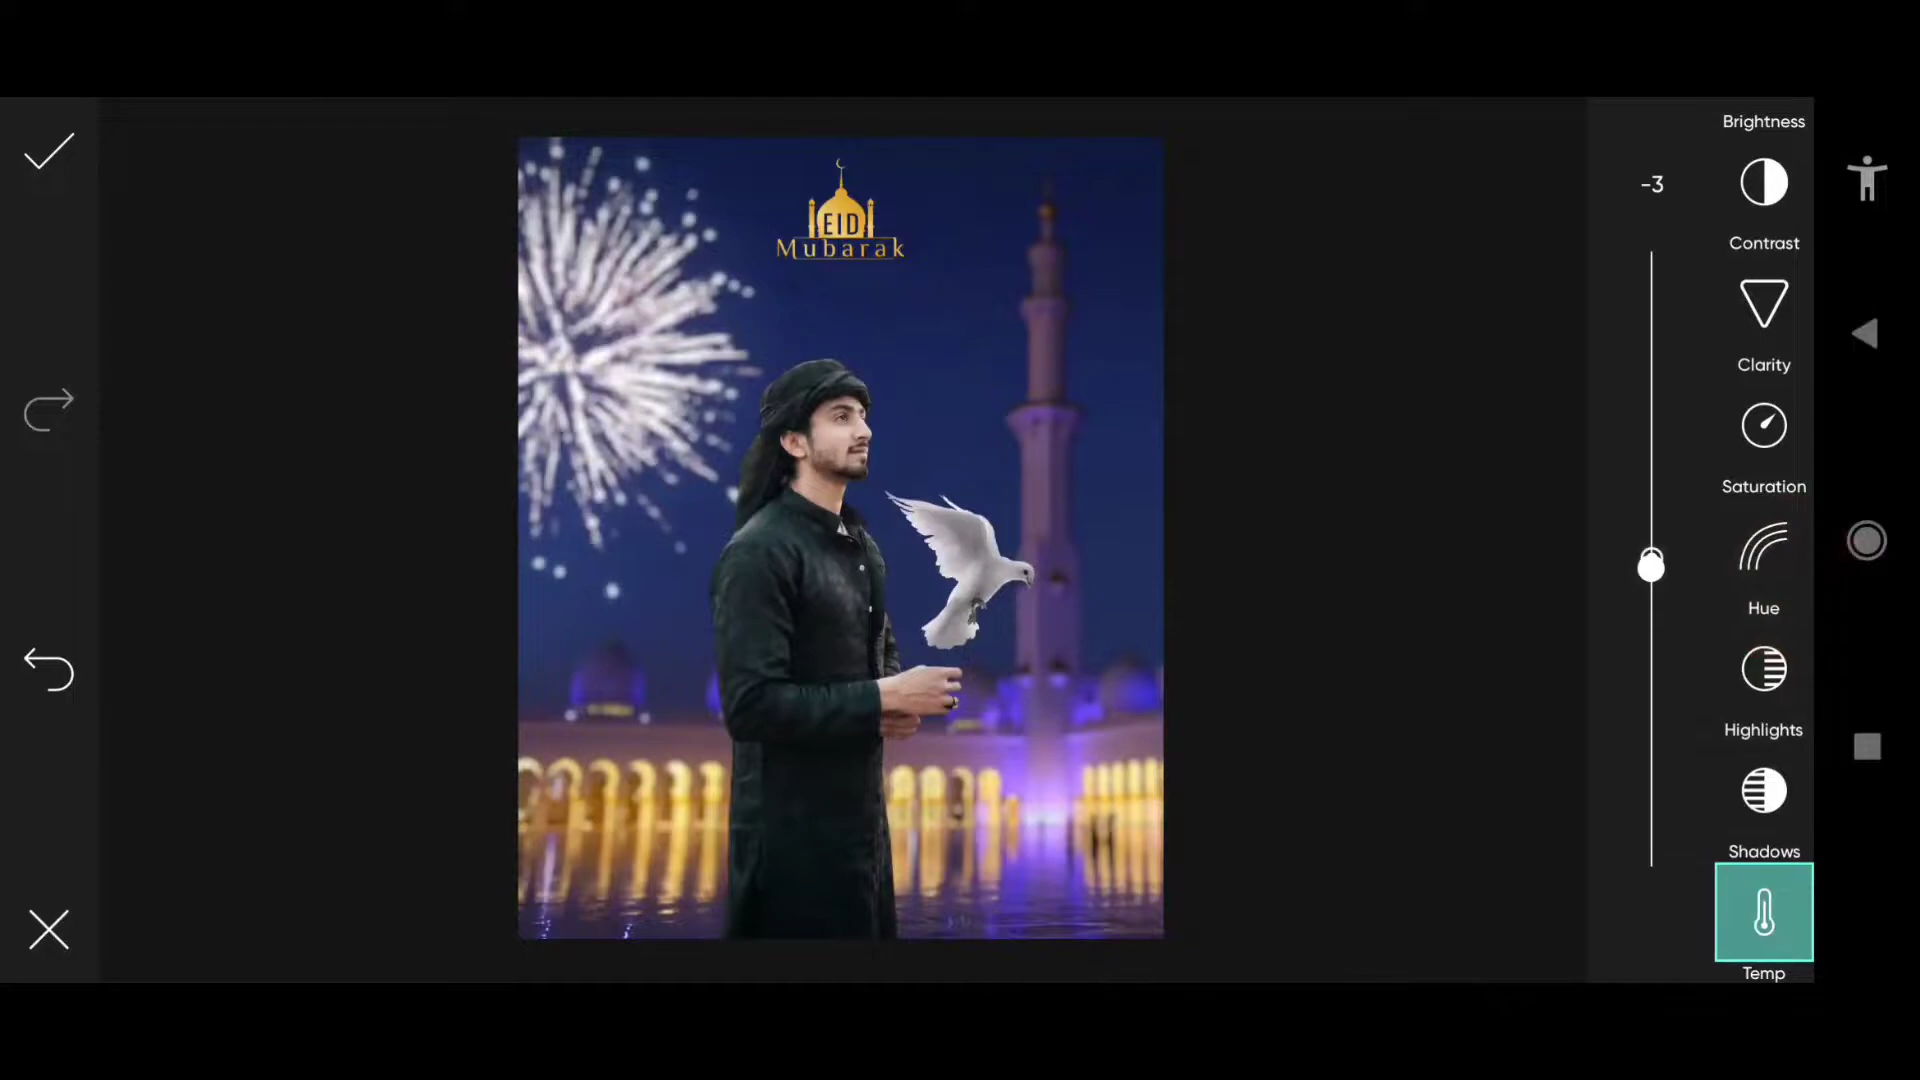 Brightness
-3
Contrast
EID
Mubarak
Clarity
Saturation
Hue
Highlights
Shadows
Temp